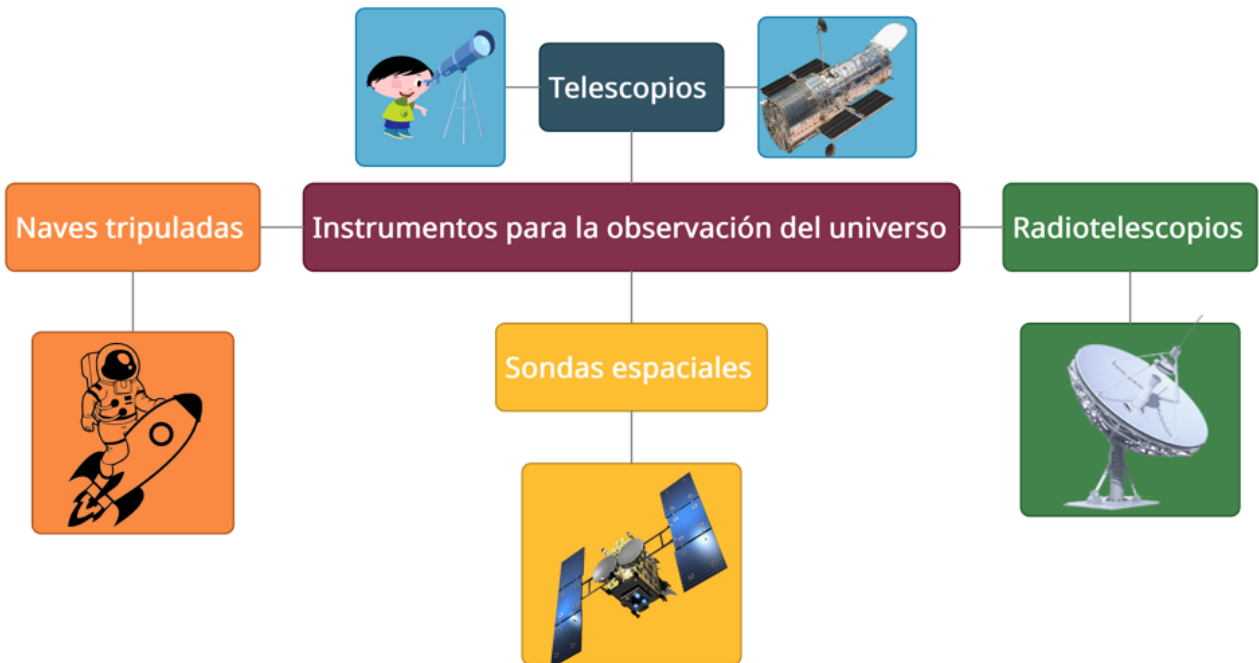 Telescopios
Naves tripuladas
Instrumentos para la observación del universo
Radiotelescopios
Sondas espaciales